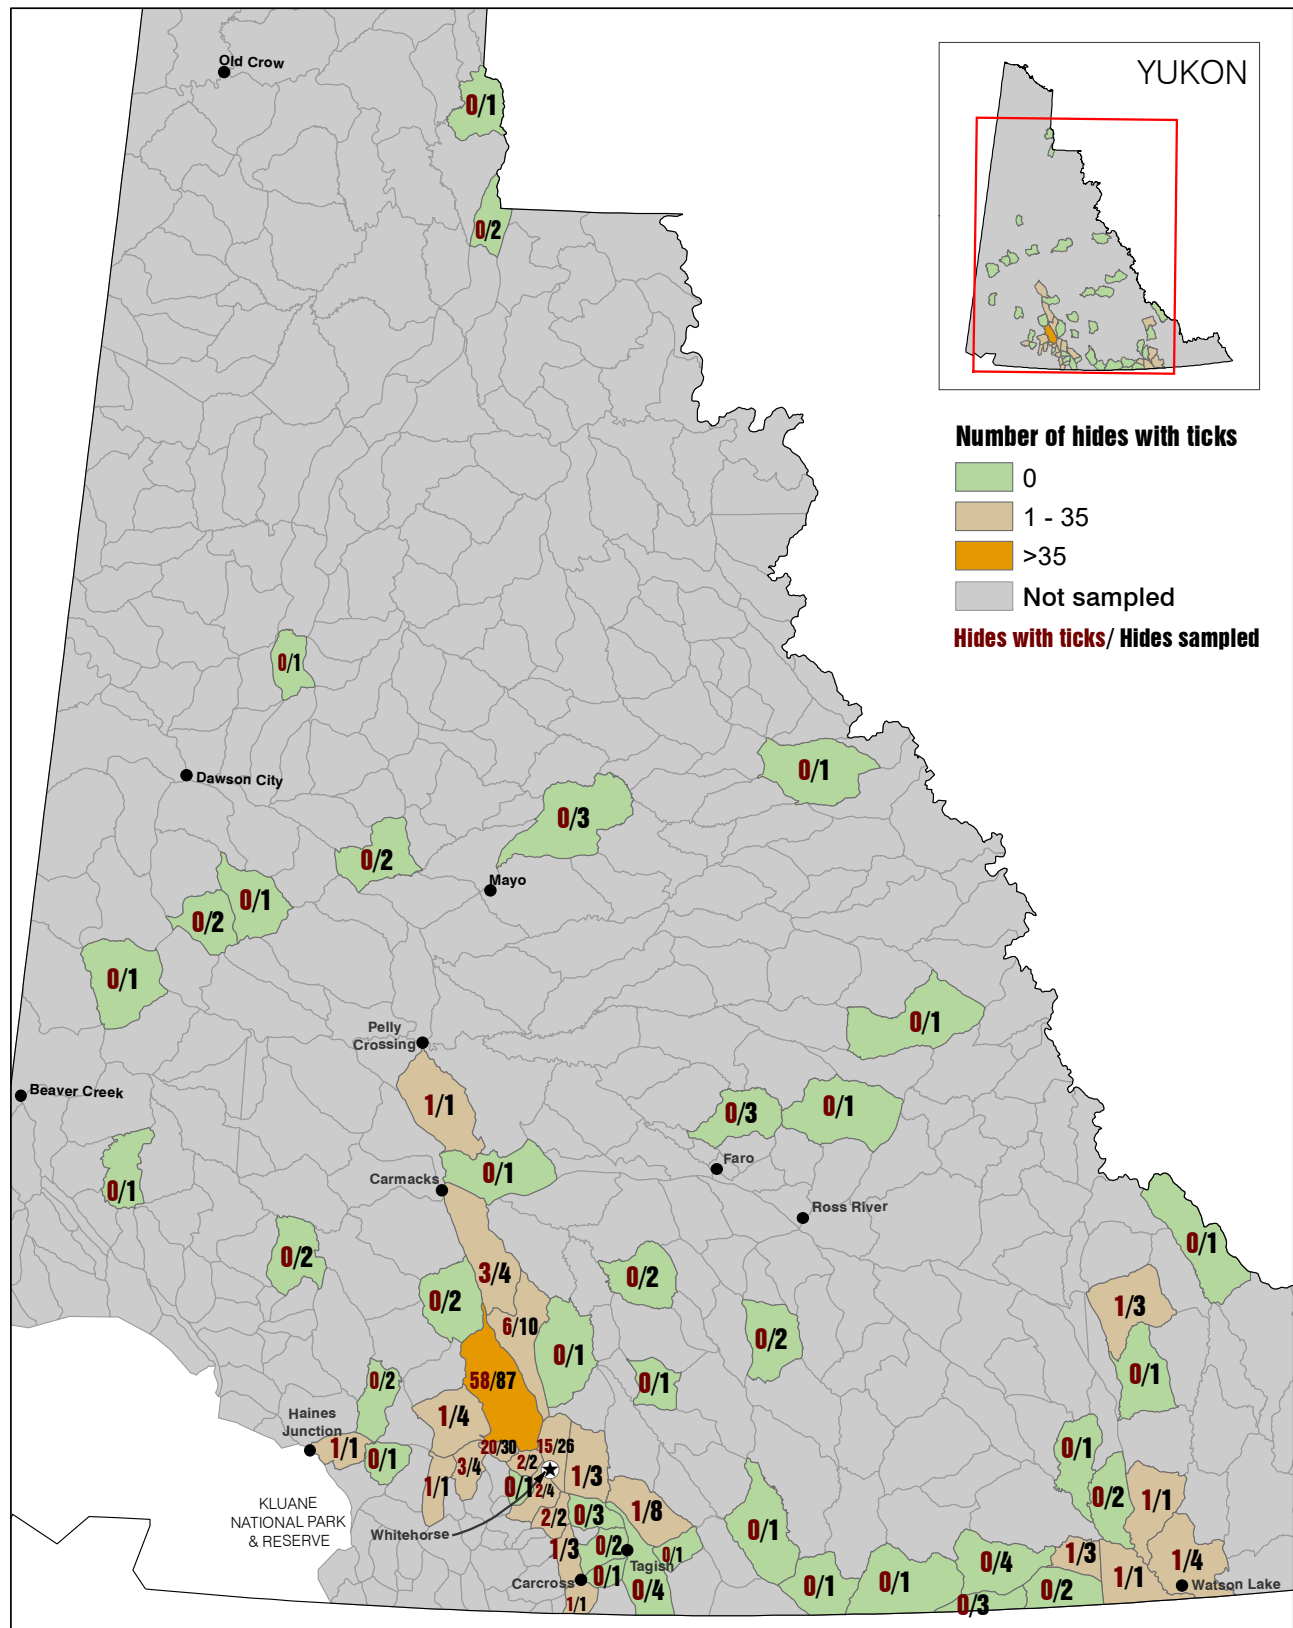 Old Crow
YUKON
0/1
0/2
Number of hides with ticks
0
1 - 35
>35
Not sampled
Hides with ticks/ Hides sampled
0/1
Dawson City
0/1
0/3
0/2
Mayo
0/1
0/2
0/1
0/1
Pelly
Crossing
Beaver Creek
1/1
0/3
0/1
Faro
Carmacks
0/1
0/1
Ross River
0/1
0/2
3/4
0/2
0/2
1/3
6/10
0/2
0/1
58/87
0/2
0/1
0/1
1/4
Haines
Junction
1/1
0/1
20/30
15/26
2/2
3/4
1/3
0/1
1/1
0/1
2/4
0/2
1/1
KLUANE
NATIONAL PARK
& RESERVE
Whitehorse
2/2
0/3
1/8
0/1
1/3
0/2
0/1
Tagish
0/4
1/3
1/4
Carcross
0/1
0/4
0/1
0/1
0/2
1/1
Watson Lake
1/1
0/3